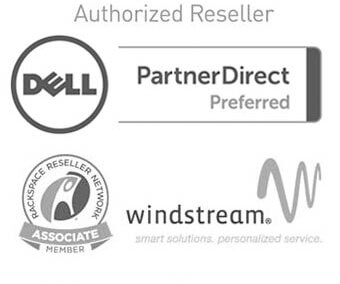 Authorized Reseller
DELL
PartnerDirect
Preferred
RACKSPACE RESELLER NETWORK
ASSOCIATE
MEMBER
windstream®
smart solutions. personalized service.